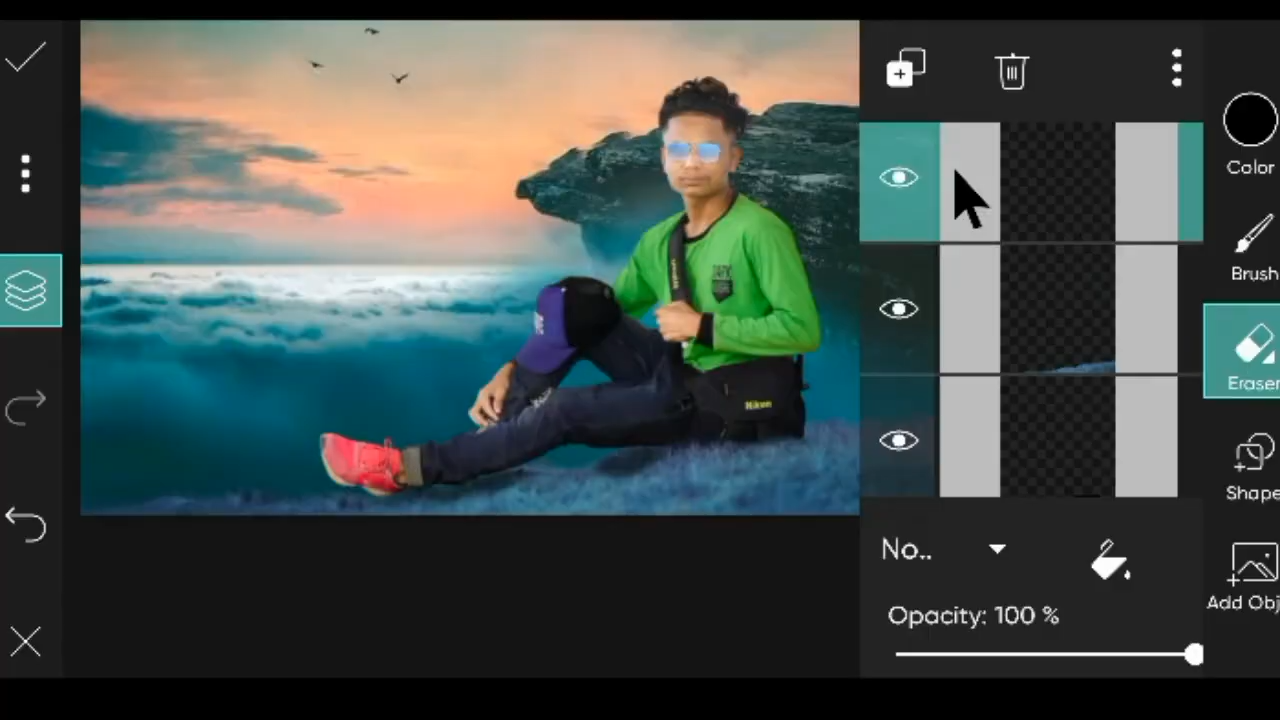 Color
Brush
Eraser
Shape
Add Obj
No..
Opacity: 100 %
Nikon